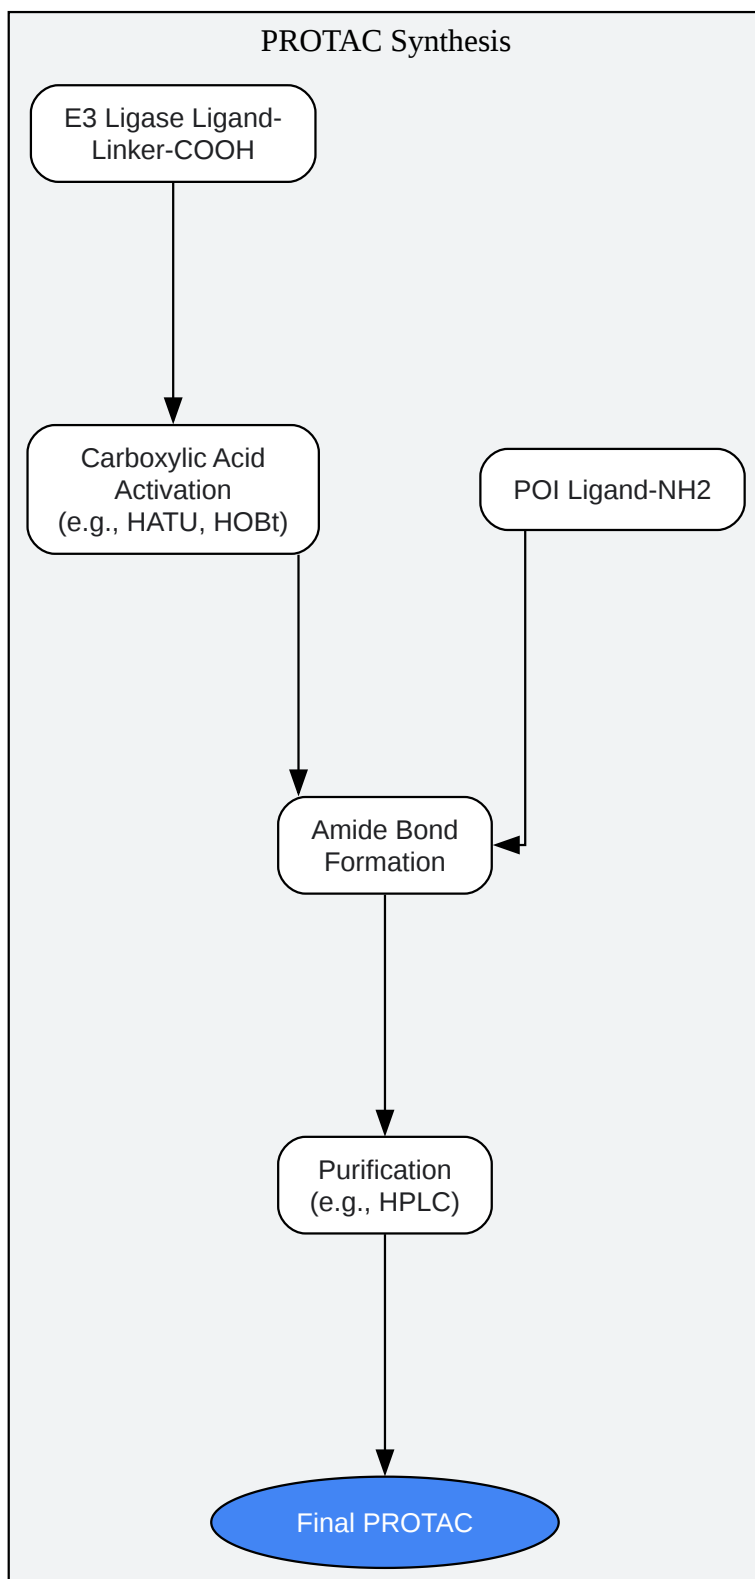 PROTAC Synthesis
E3 Ligase Ligand-
Linker-COOH
Carboxylic Acid
Activation
(e.g., HATU, HOBt)
POI Ligand-NH2
Amide Bond
Formation
Purification
(e.g., HPLC)
Final PROTAC